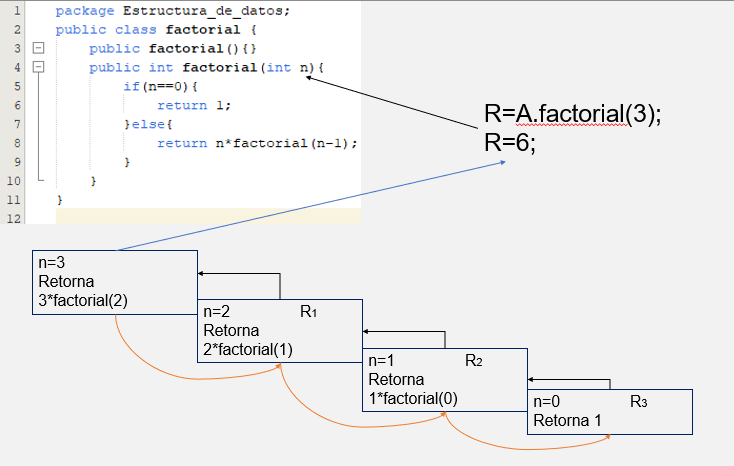 1 package Estructura_de_datos;
2 public class factorial {
3 public factorial(){}
4 public int factorial(int n){
5 if(n==0){
6 return 1;
7 }else{
8 return n*factorial(n-1);
9 }
10 }
11 }
12
R=A.factorial(3);
R=6;
n=3
Retorna
3*factorial(2)
n=2 R1
Retorna
2*factorial(1)
n=1 R2
Retorna
1*factorial(0)
n=0 R3
Retorna 1